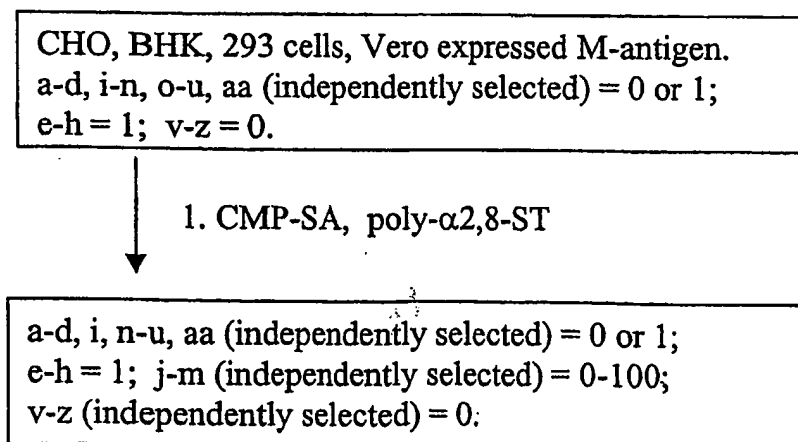 CHO, BHK, 293 cells, Vero expressed M-antigen.
a-d, i-n, o-u, aa (independently selected) = 0 or 1;
e-h = 1; v-z = 0.
1. CMP-SA, poly-α2,8-ST
a-d, i, n-u, aa (independently selected) = 0 or 1;
e-h = 1; j-m (independently selected) = 0-100;
v-z (independently selected) = 0.